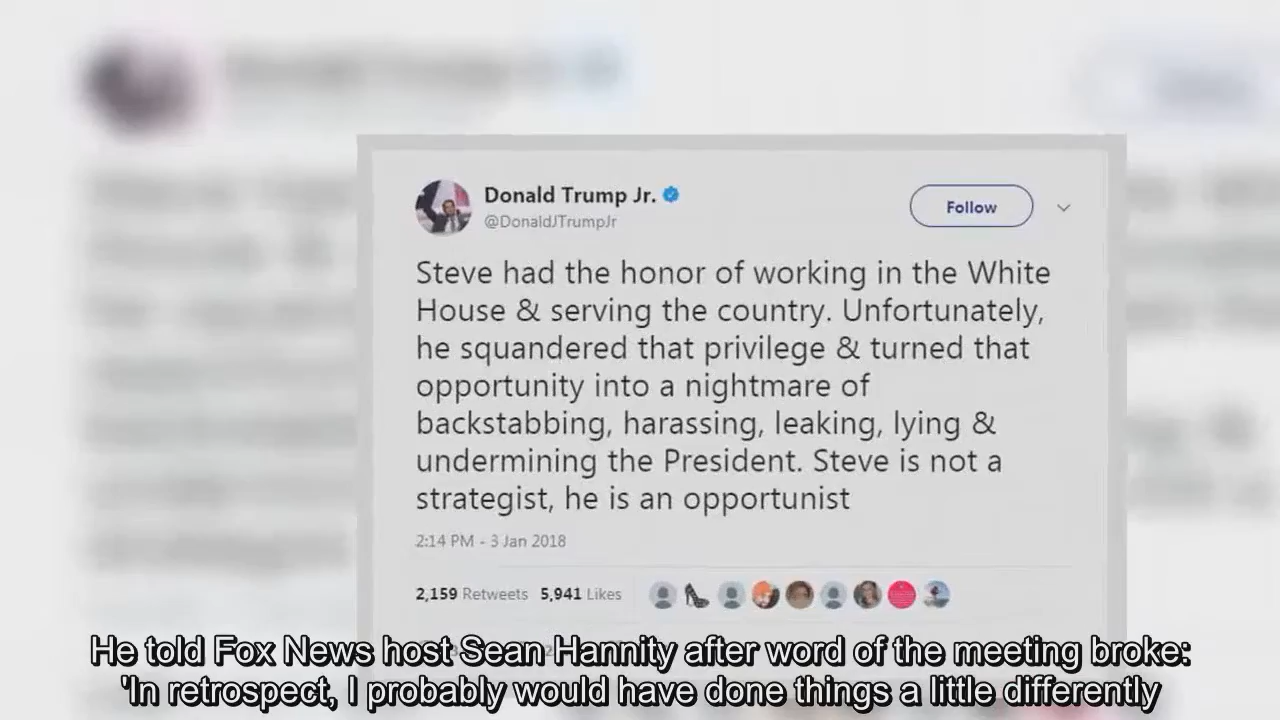 Donald Trump Jr.
@DonaldJTrumpJr
Follow
Steve had the honor of working in the White
House & serving the country. Unfortunately,
he squandered that privilege & turned that
opportunity into a nightmare of
backstabbing, harassing, leaking, lying &
undermining the President. Steve is not a
strategist, he is an opportunist
2:14 PM - 3 Jan 2018
2,159 Retweets 5,941 Likes
He told Fox News host Sean Hannity after word of the meeting broke:
'In retrospect, I probably would have done things a little differently